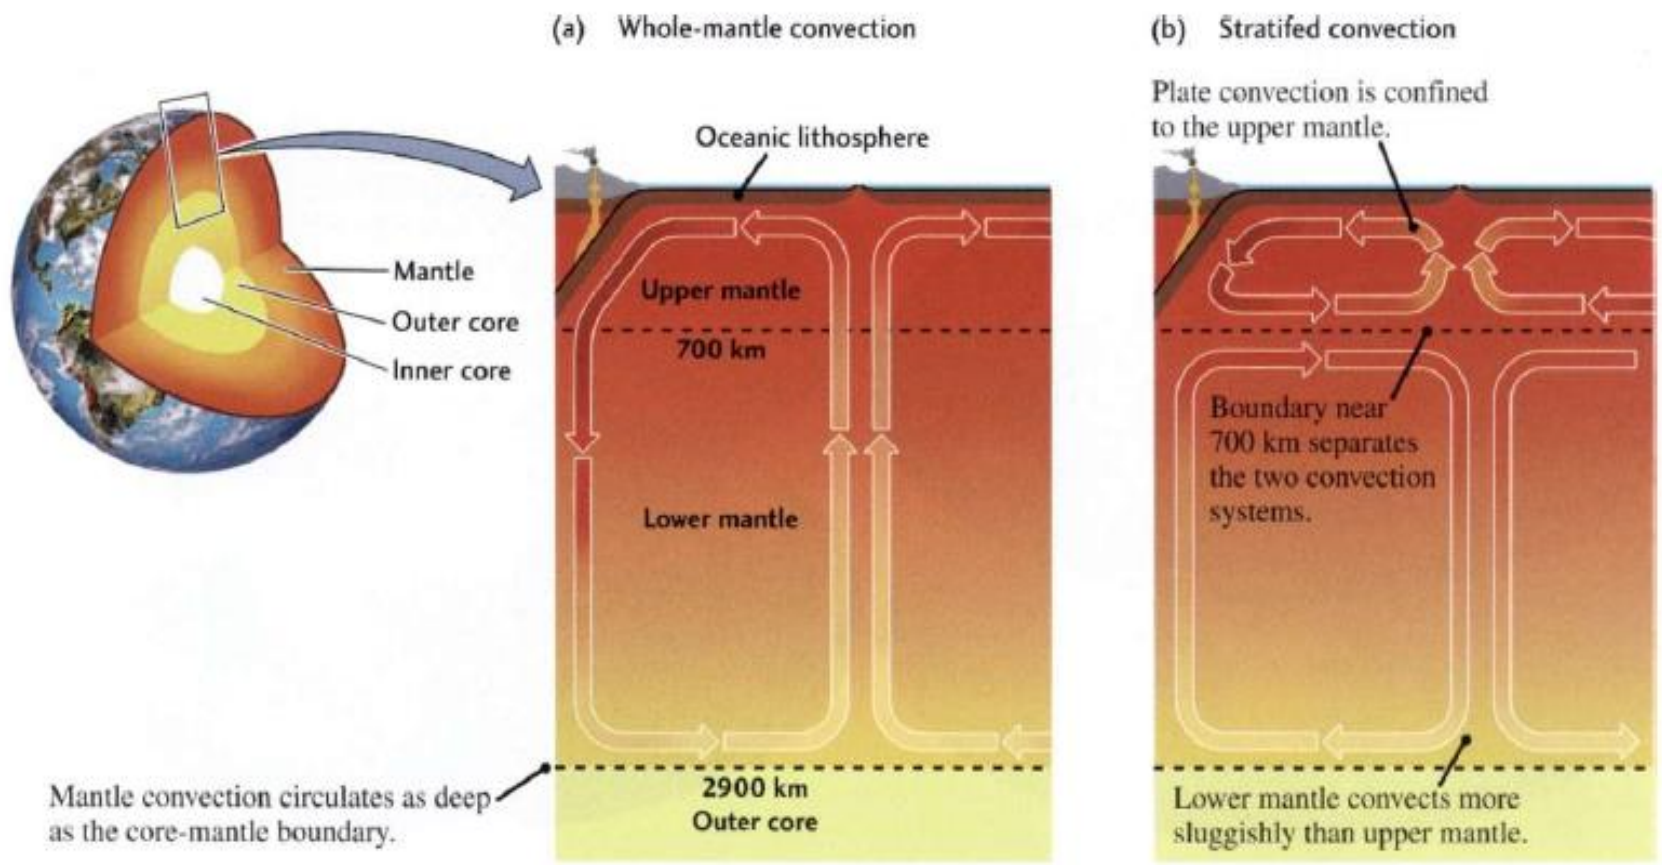 (a) Whole-mantle convection
(b) Stratifed convection
Plate convection is confined
to the upper mantle.
Oceanic lithosphere
Mantle
Outer core
Inner core
Upper mantle
700 km
Lower mantle
Boundary near
700 km separates
the two convection
systems.
Mantle convection circulates as deep
as the core-mantle boundary.
2900 km
Outer core
Lower mantle convects more
sluggishly than upper mantle.